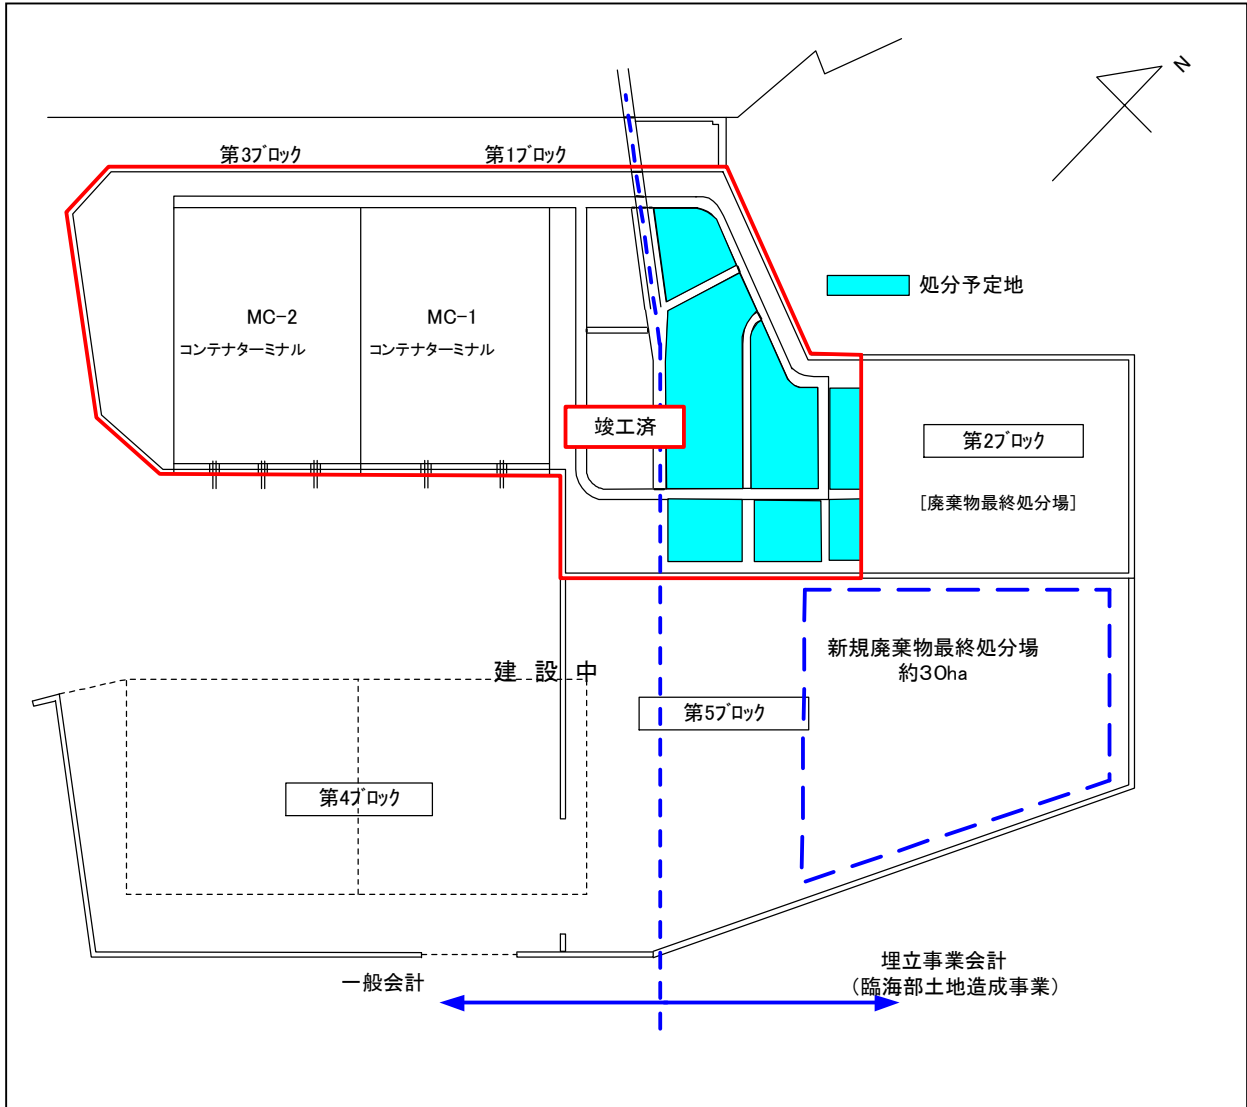 N
第3ブロック
第1ブロック
処分予定地
MC-2
コンテナターミナル
MC-1
コンテナターミナル
竣工済
第2ブロック
[廃棄物最終処分場]
新規廃棄物最終処分場
約30ha
建 設 中
第5ブロック
第4ブロック
一般会計
埋立事業会計
(臨海部土地造成事業)